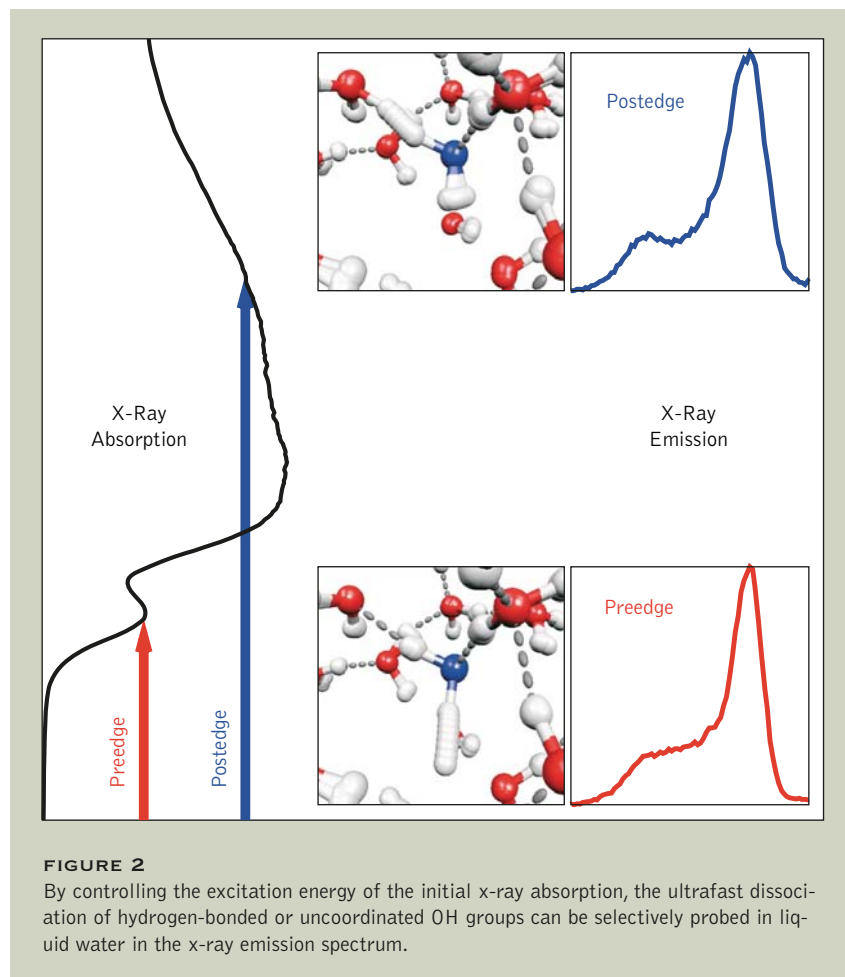 Postedge
X-Ray
Absorption
X-Ray
Emission
Preedge
Preedge
Postedge
FIGURE 2
By controlling the excitation energy of the initial x-ray absorption, the ultrafast dissoci-
ation of hydrogen-bonded or uncoordinated OH groups can be selectively probed in liq-
uid water in the x-ray emission spectrum.